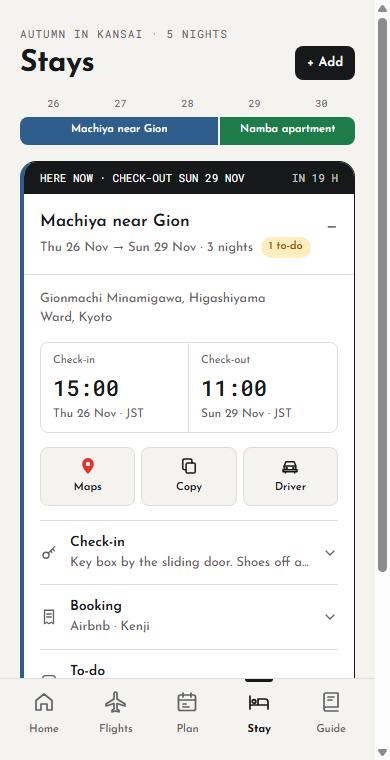 AUTUMN IN KANSAI · 5 NIGHTS
Stays
+ Add
26 27 28 29 30
Machiya near Gion
Namba apartment
HERE NOW · CHECK-OUT SUN 29 NOV
IN 19 H
Machiya near Gion
Thu 26 Nov → Sun 29 Nov · 3 nights
1 to-do
Gionmachi Minamigawa, Higashiyama
Ward, Kyoto
Check-in
15:00
Thu 26 Nov · JST
Check-out
11:00
Sun 29 Nov · JST
Maps
Copy
Driver
Check-in
Key box by the sliding door. Shoes off a…
Booking
Airbnb · Kenji
To-do
Home
Flights
Plan
Stay
Guide